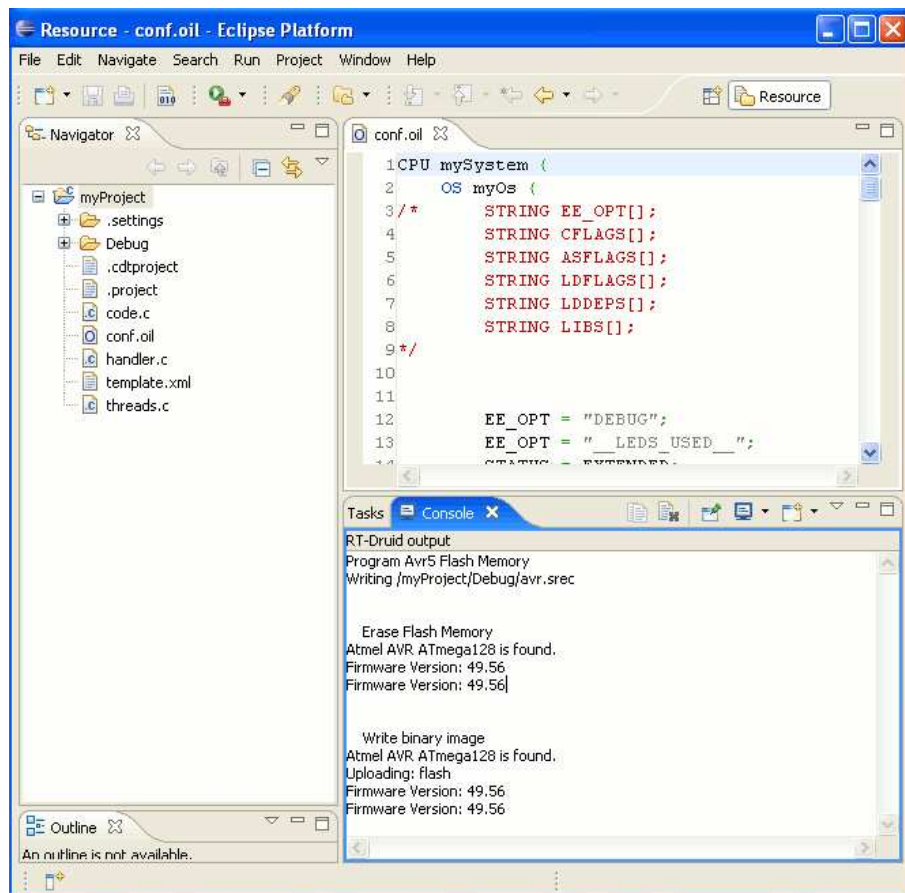 Resource - conf.oil - Eclipse Platform
File Edit Navigate Search Run Project Window Help
010
Resource
Navigator
myProject
.settings
Debug
.cdtproject
.project
code.c
conf.oil
handler.c
template.xml
threads.c
conf.oil
1 CPU mySystem {
2 OS myOs {
3 /* STRING EE_OPT[];
4 STRING CFLAGS[];
5 STRING ASFLAGS[];
6 STRING LDFLAGS[];
7 STRING LDDEPS[];
8 STRING LIBS[];
9 */
10
11
12 EE_OPT = "DEBUG";
13 EE_OPT = "__LEDS_USED__";
14 STATUS = EXTENDED;
Tasks Console
RT-Druid output
Program Avr5 Flash Memory
Writing /myProject/Debug/avr.srec
Erase Flash Memory
Atmel AVR ATmega128 is found.
Firmware Version: 49.56
Firmware Version: 49.56
Write binary image
Atmel AVR ATmega128 is found.
Uploading: flash
Firmware Version: 49.56
Firmware Version: 49.56
Outline
An outline is not available.